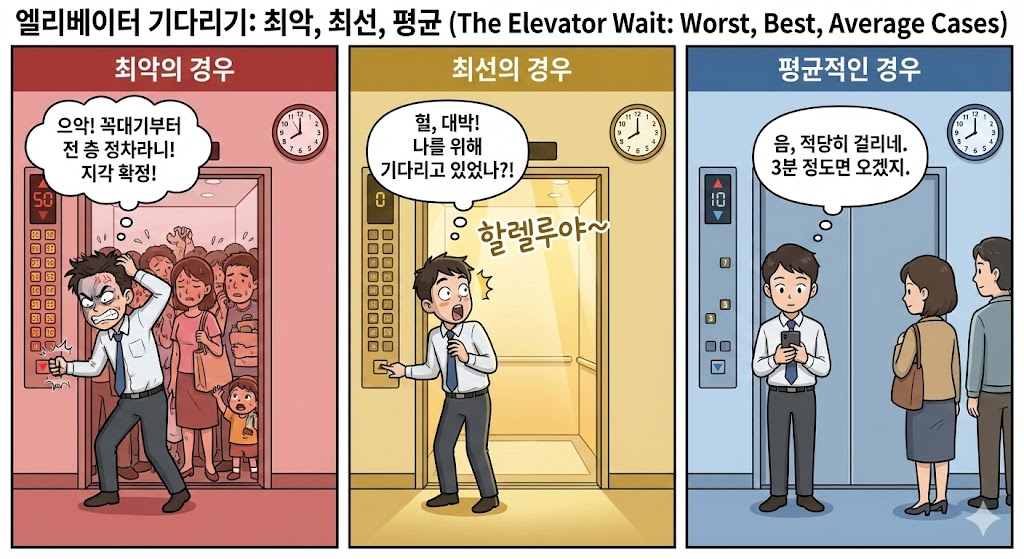 엘리베이터 기다리기: 최악, 최선, 평균 (The Elevator Wait: Worst, Best, Average Cases)
최악의 경우
으악! 꼭대기부터
전 층 정차라니!
지각 확정!
50
최선의 경우
헐, 대박!
나를 위해
기다리고 있었나?!
0
할렐루야~
평균적인 경우
음, 적당히 걸리네.
3분 정도면 오겠지.
10